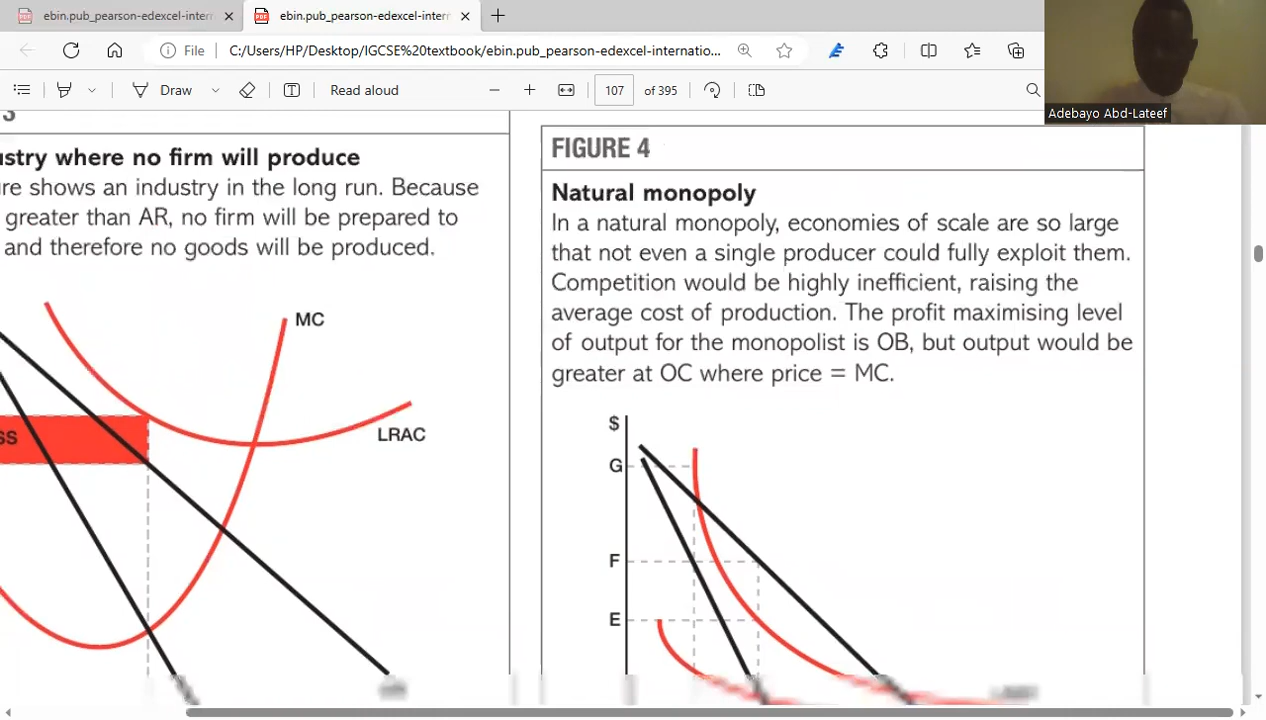 ebin.pub_pearson-edexcel-interr
ebin.pub_pearson-edexcel-intern
File
C:/Users/HP/Desktop/IGCSE%20textbook/ebin.pub_pearson-edexcel-internatio...
Draw
Read aloud
107
of 395
Adebayo Abd-Lateef
3
ustry where no firm will produce
re shows an industry in the long run. Because
greater than AR, no firm will be prepared to
and therefore no goods will be produced.
MC
LRAC
SS
FIGURE 4
Natural monopoly
In a natural monopoly, economies of scale are so large
that not even a single producer could fully exploit them.
Competition would be highly inefficient, raising the
average cost of production. The profit maximising level
of output for the monopolist is OB, but output would be
greater at OC where price = MC.
$
G
F
E